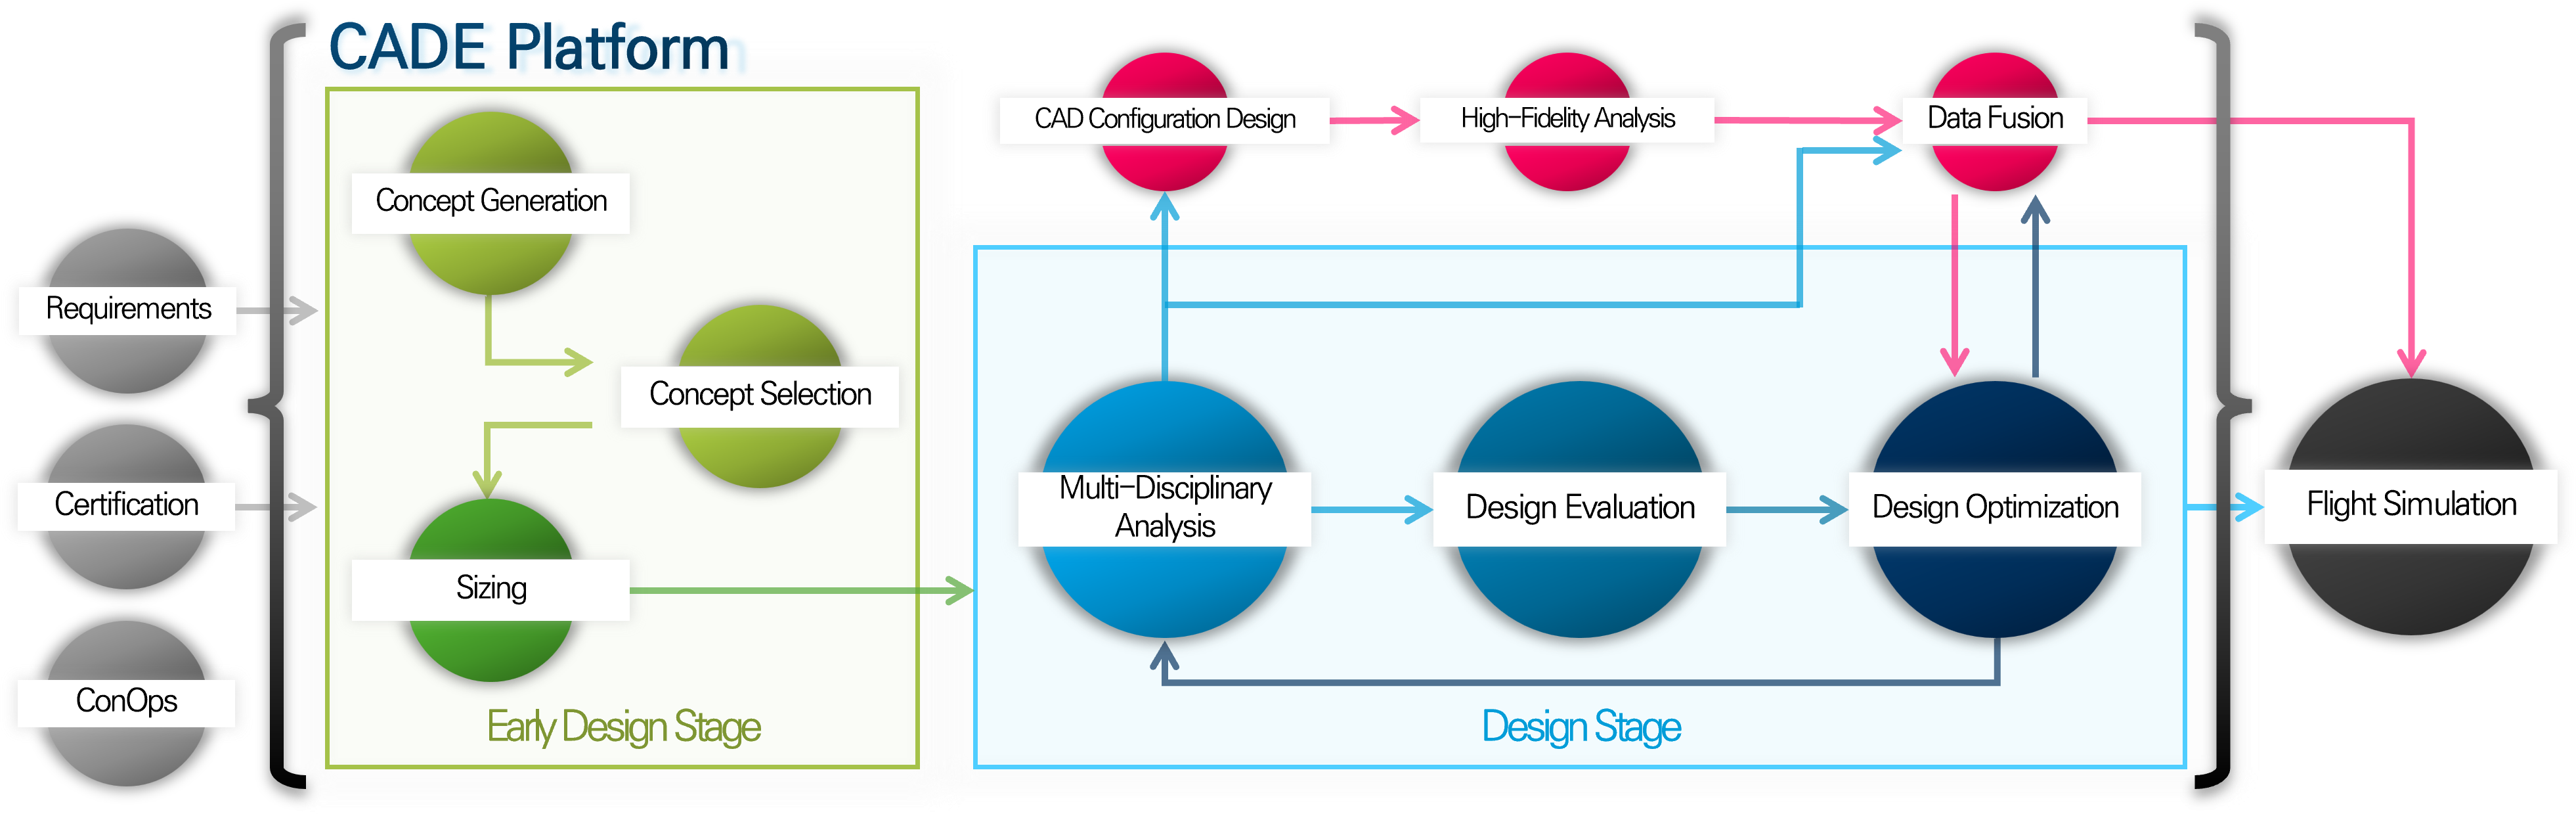 CADE Platform
Requirements
Certification
ConOps
Concept Generation
Concept Selection
Sizing
Early Design Stage
CAD Configuration Design
High-Fidelity Analysis
Data Fusion
Multi-Disciplinary
Analysis
Design Evaluation
Design Optimization
Design Stage
Flight Simulation